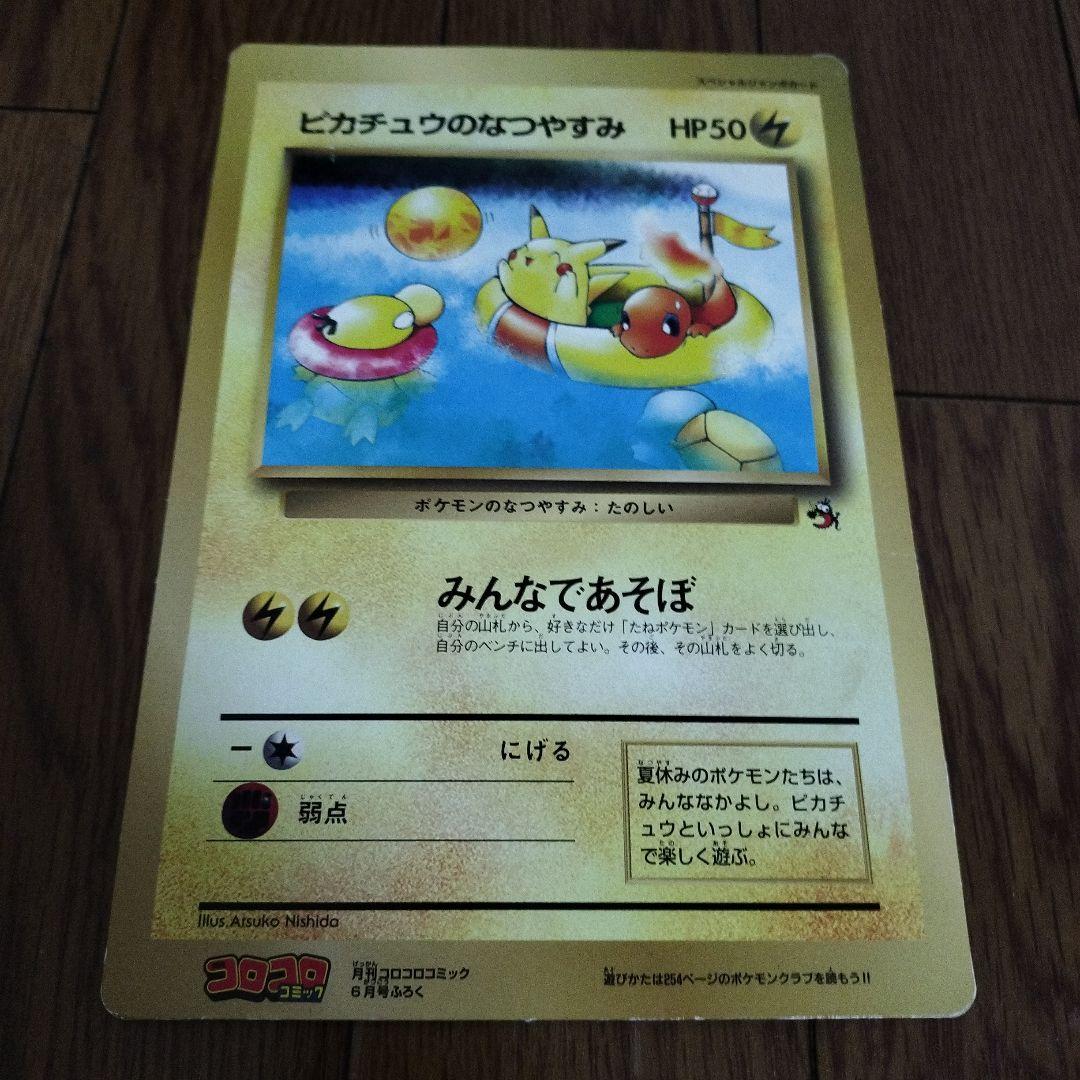 スペシャルジャンボカード
ピカチュウのなつやすみ HP50
ポケモンのなつやすみ：たのしい
みんなであそぼ
自分の山札から、好きなだけ「たねポケモン」カードを選び出し、
自分のベンチに出してよい。その後、その山札をよく切る。
にげる
弱点
夏休みのポケモンたちは、
みんななかよし。ピカチ
ュウといっしょにみんな
で楽しく遊ぶ。
Illus.Atsuko Nishida
コロコロ
コミック
月刊コロコロコミック
6月号ふろく
遊びかたは254ページのポケモンクラブを読もう!!